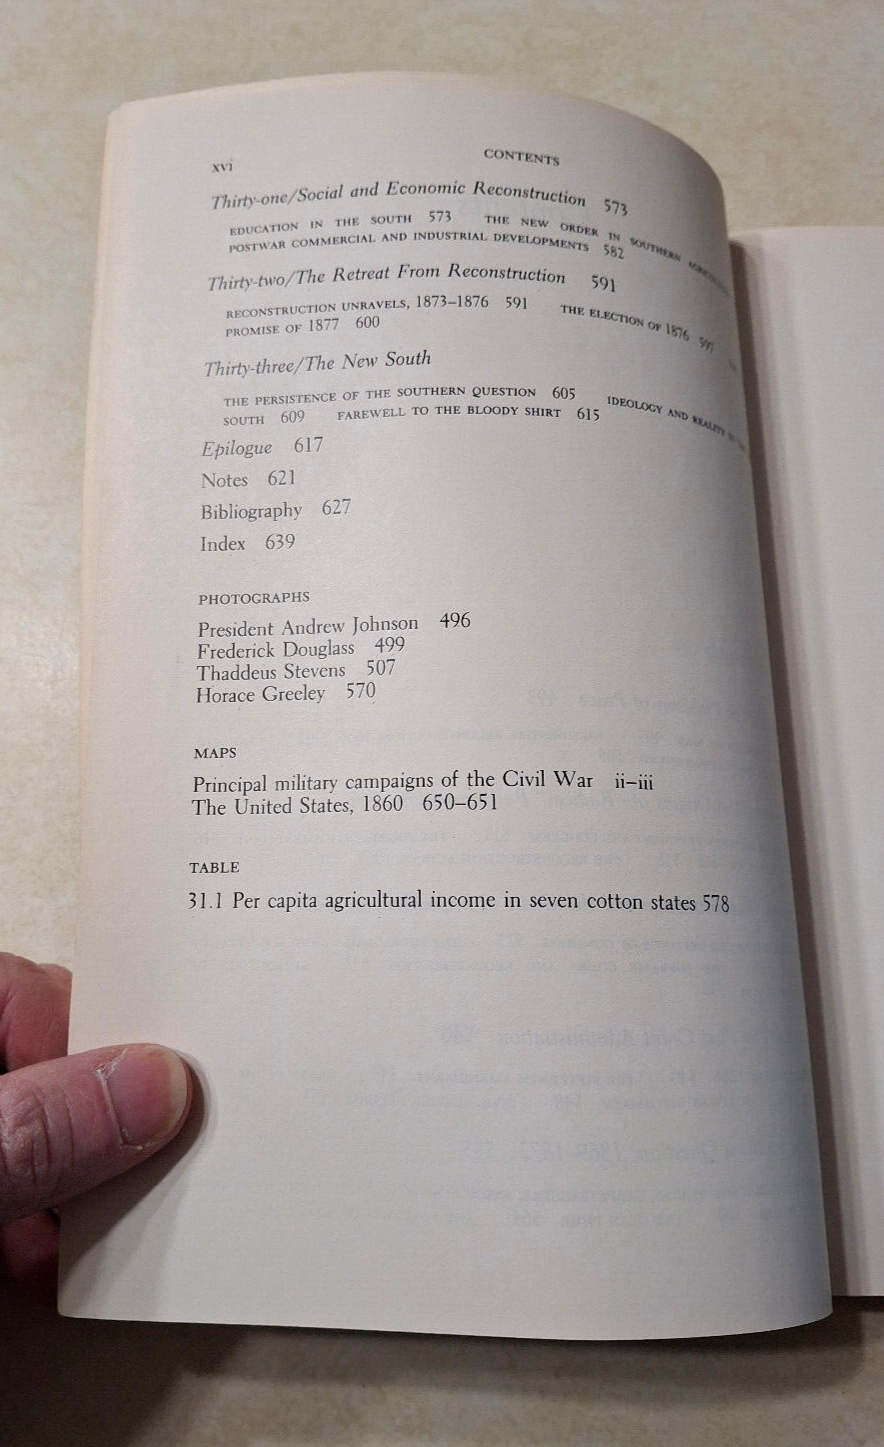 xvi CONTENTS
Thirty-one/Social and Economic Reconstruction 573
EDUCATION IN THE SOUTH 573 THE NEW ORDER IN SOUTHERN
POSTWAR COMMERCIAL AND INDUSTRIAL DEVELOPMENTS 582
Thirty-two/The Retreat From Reconstruction 591
RECONSTRUCTION UNRAVELS, 1873–1876 591 THE ELECTION OF 1876
PROMISE OF 1877 600
Thirty-three/The New South
THE PERSISTENCE OF THE SOUTHERN QUESTION 605 IDEOLOGY AND REALITY
SOUTH 609 FAREWELL TO THE BLOODY SHIRT 615
Epilogue 617
Notes 621
Bibliography 627
Index 639
PHOTOGRAPHS
President Andrew Johnson 496
Frederick Douglass 499
Thaddeus Stevens 507
Horace Greeley 570
MAPS
Principal military campaigns of the Civil War ii–iii
The United States, 1860 650–651
TABLE
31.1 Per capita agricultural income in seven cotton states 578